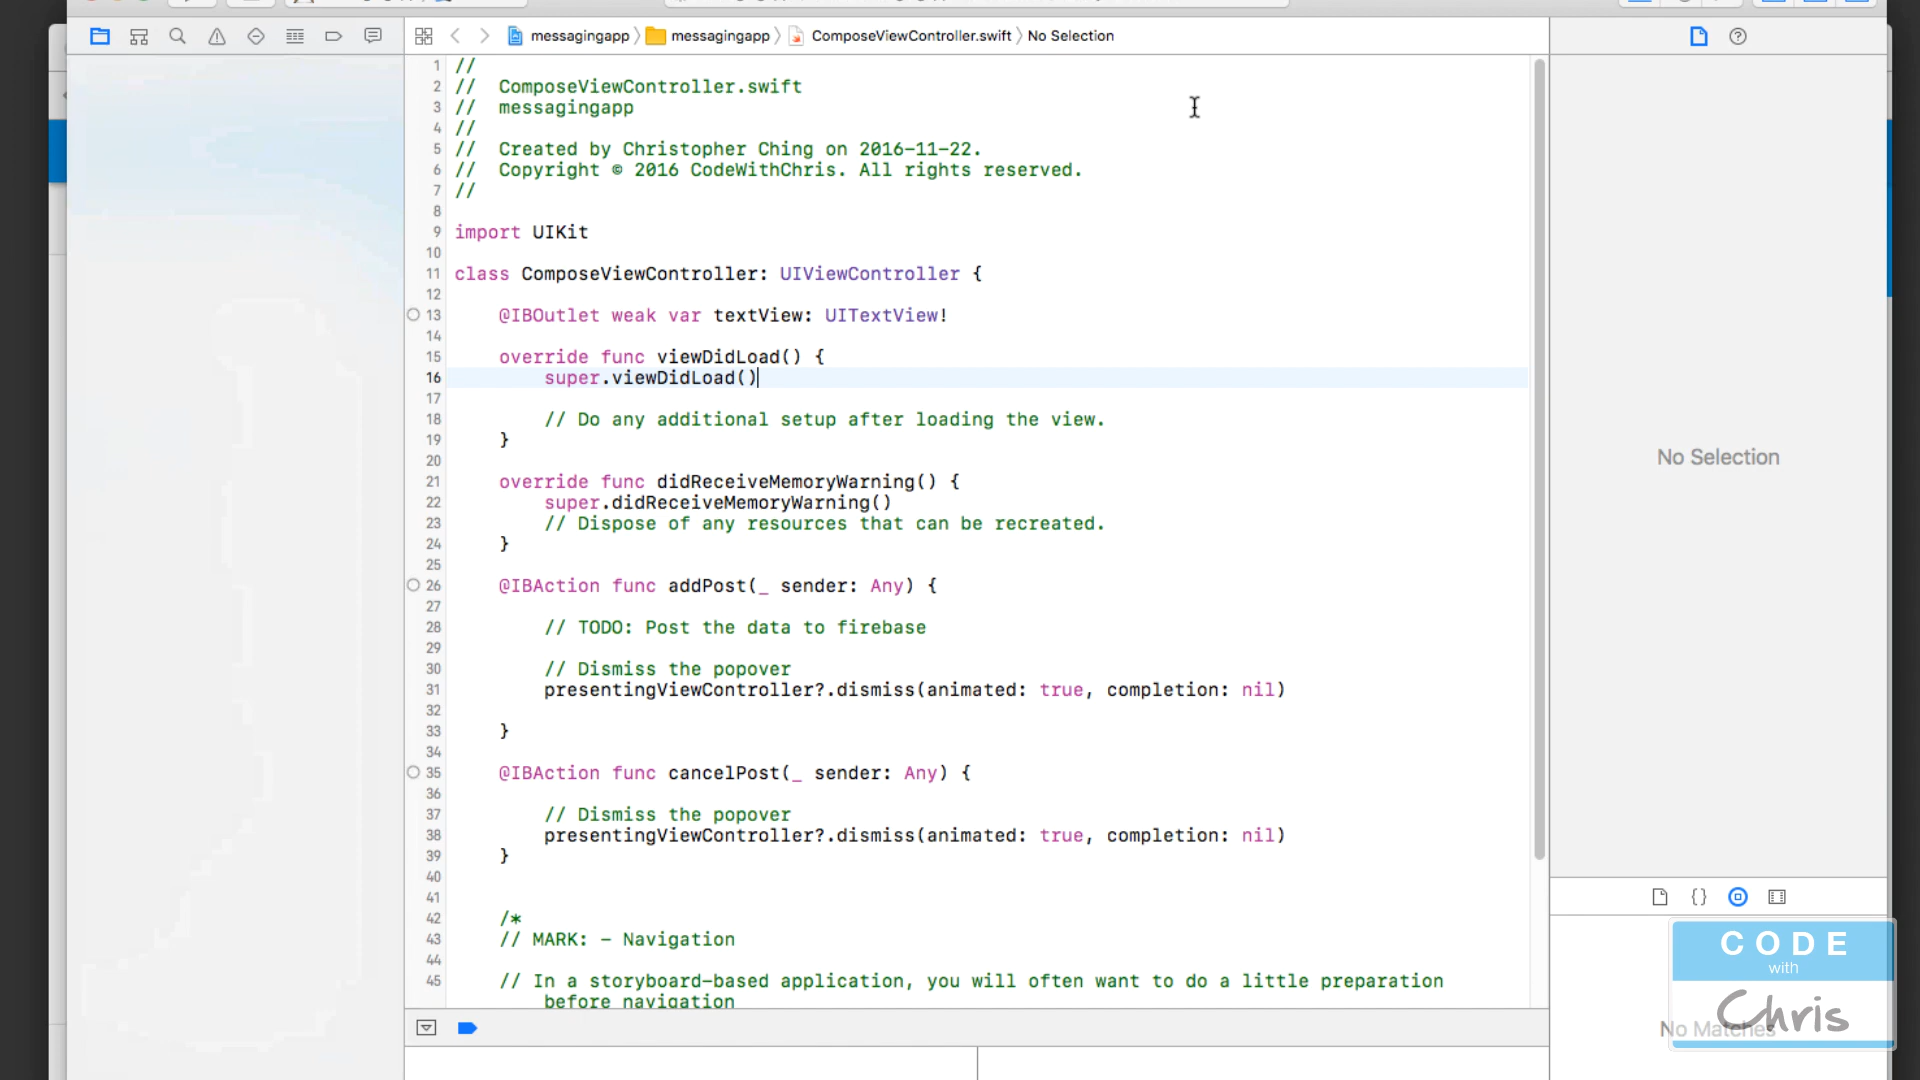 messagingapp messagingapp ComposeViewController.swift No Selection
1 //
2 //  ComposeViewController.swift
3 //  messagingapp
4 //
5 //  Created by Christopher Ching on 2016-11-22.
6 //  Copyright © 2016 CodeWithChris. All rights reserved.
7 //
8
9 import UIKit
10
11 class ComposeViewController: UIViewController {
12
13     @IBOutlet weak var textView: UITextView!
14
15     override func viewDidLoad() {
16         super.viewDidLoad()
17
18         // Do any additional setup after loading the view.
19     }
20
21     override func didReceiveMemoryWarning() {
22         super.didReceiveMemoryWarning()
23         // Dispose of any resources that can be recreated.
24     }
25
26     @IBAction func addPost(_ sender: Any) {
27
28         // TODO: Post the data to firebase
29
30         // Dismiss the popover
31         presentingViewController?.dismiss(animated: true, completion: nil)
32
33     }
34
35     @IBAction func cancelPost(_ sender: Any) {
36
37         // Dismiss the popover
38         presentingViewController?.dismiss(animated: true, completion: nil)
39     }
40
41
42     /*
43     // MARK: - Navigation
44
45     // In a storyboard-based application, you will often want to do a little preparation
before navigation
No Selection
CODE
with
Chris
No Matches